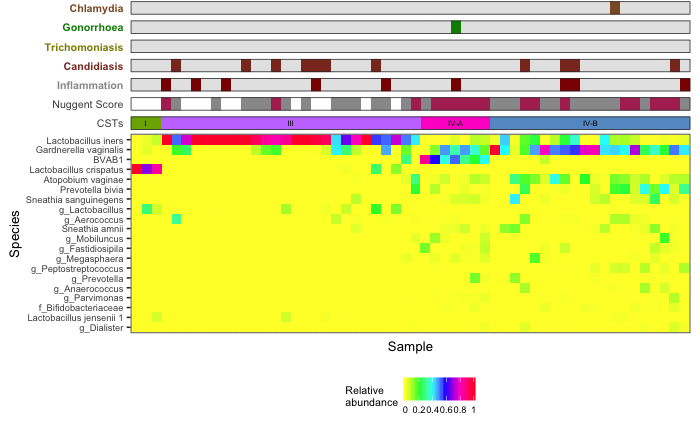 Chlamydia
Gonorrhoea
Trichomoniasis
Candidiasis
Inflammation
Nuggent Score
CSTs
I III IV-A IV-B
Lactobacillus iners
Gardnerella vaginalis
BVAB1
Lactobacillus crispatus
Atopobium vaginae
Prevotella bivia
Sneathia sanguinegens
g_Lactobacillus
g_Aerococcus
Sneathia amnii
g_Mobiluncus
g_Fastidiosipila
g_Megasphaera
g_Peptostreptococcus
g_Prevotella
g_Anaerococcus
g_Parvimonas
f_Bifidobacteriaceae
Lactobacillus jensenii 1
g_Dialister
Species
Sample
Relative
abundance
0 0.20.40.60.8 1